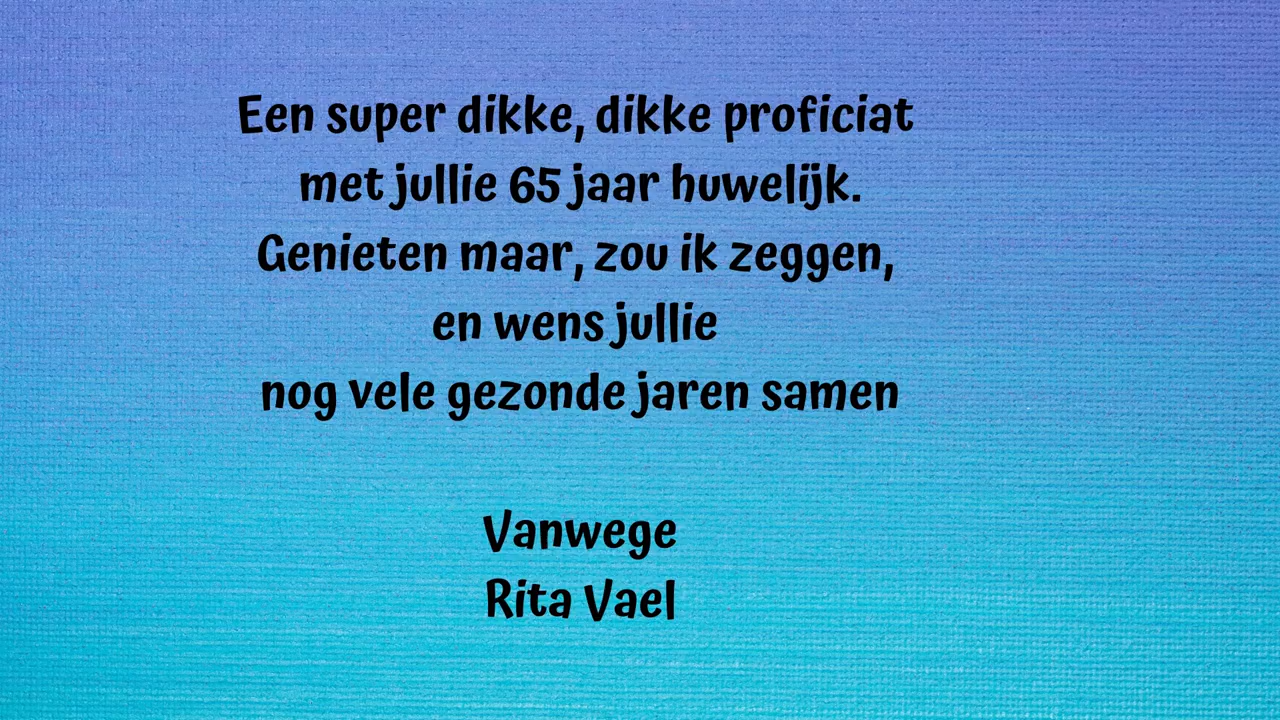 Een super dikke, dikke proficiat
met jullie 65 jaar huwelijk.
Genieten maar, zou ik zeggen,
en wens jullie
nog vele gezonde jaren samen
Vanwege
Rita Vael